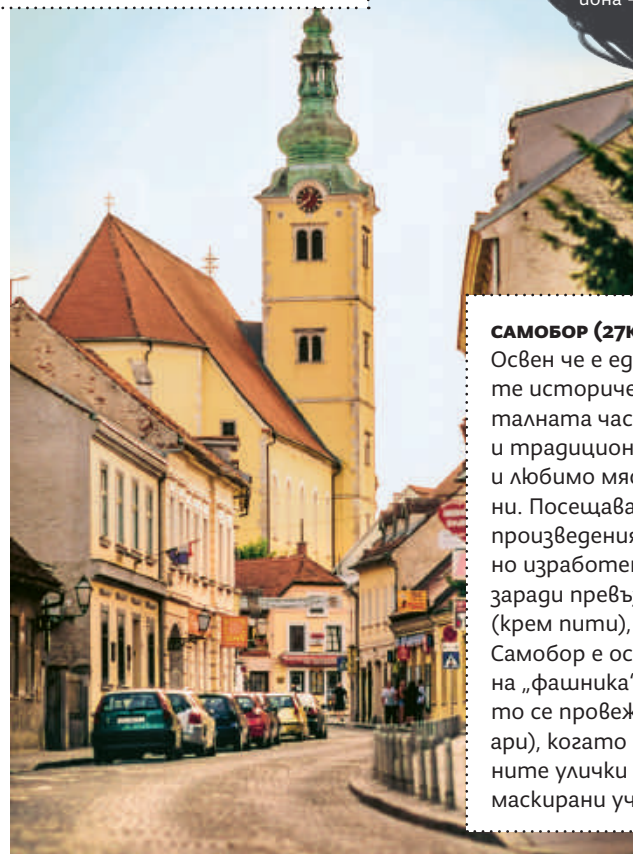 САМОБОР (27К
Освен че е ед
те историче
талната час
и традицион
и любимо мяс
ни. Посещава
произведения
но изработен
заради превъ
(крем пити),
Самобор е ос
на „фашника“
то се провеж
ари), когато
ните улички
маскирани уч